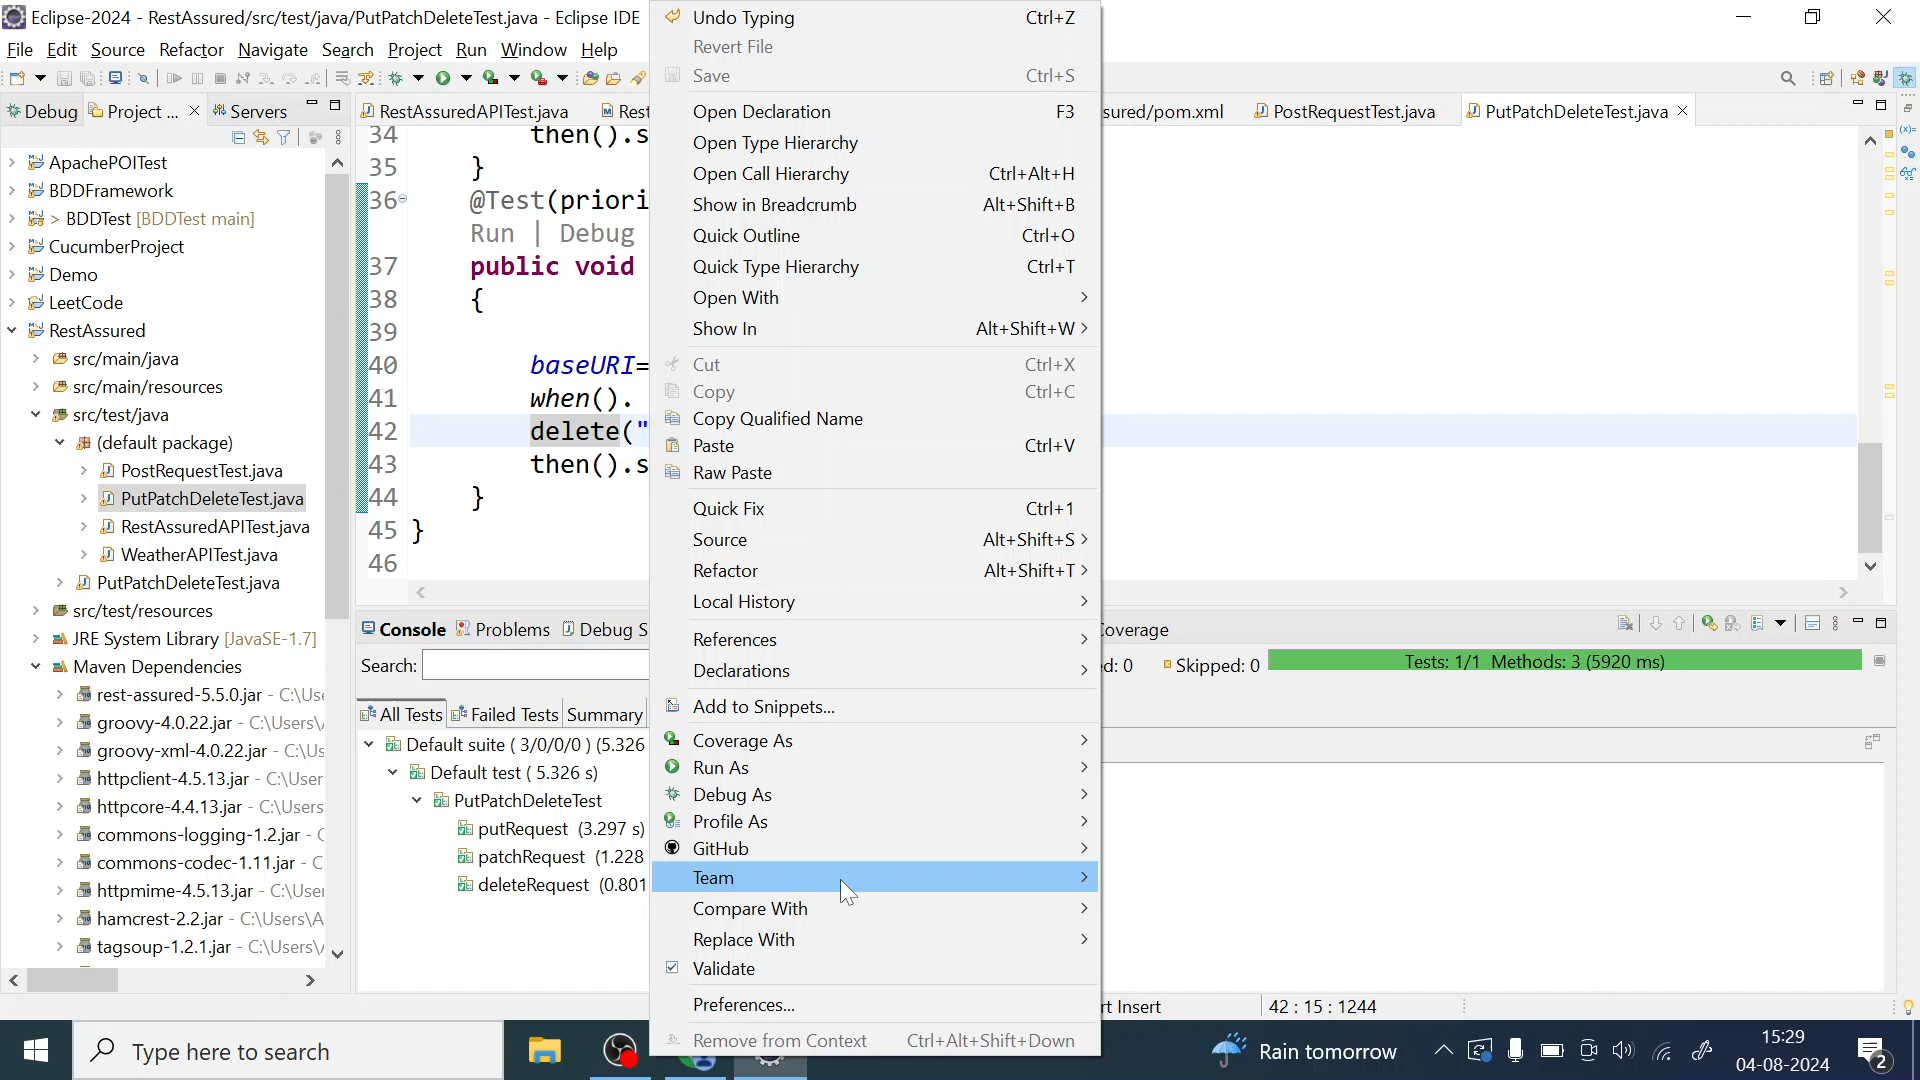 Eclipse-2024 - RestAssured/src/test/java/PutPatchDeleteTest.java - Eclipse IDE
File Edit Source Refactor Navigate Search Project Run Window Help
Debug Project ... Servers
ApachePOITest
BDDFramework
> BDDTest [BDDTest main]
CucumberProject
Demo
LeetCode
RestAssured
src/main/java
src/main/resources
src/test/java
(default package)
PostRequestTest.java
PutPatchDeleteTest.java
RestAssuredAPITest.java
WeatherAPITest.java
PutPatchDeleteTest.java
src/test/resources
JRE System Library [JavaSE-1.7]
Maven Dependencies
rest-assured-5.5.0.jar - C:\Use
groovy-4.0.22.jar - C:\Users\
groovy-xml-4.0.22.jar - C:\Us
httpclient-4.5.13.jar - C:\User
httpcore-4.4.13.jar - C:\Users
commons-logging-1.2.jar - C
commons-codec-1.11.jar - C
httpmime-4.5.13.jar - C:\User
hamcrest-2.2.jar - C:\Users\A
tagsoup-1.2.1.jar - C:\Users\
RestAssuredAPITest.java Rest sured/pom.xml PostRequestTest.java PutPatchDeleteTest.java
34 then().s
35 }
36 @Test(priori
Run | Debug
37 public void
38 {
39
40 baseURI=
41 when().
42 delete("
43 then().s
44 }
45 }
46
Undo Typing Ctrl+Z
Revert File
Save Ctrl+S
Open Declaration F3
Open Type Hierarchy
Open Call Hierarchy Ctrl+Alt+H
Show in Breadcrumb Alt+Shift+B
Quick Outline Ctrl+O
Quick Type Hierarchy Ctrl+T
Open With
Show In Alt+Shift+W
Cut Ctrl+X
Copy Ctrl+C
Copy Qualified Name
Paste Ctrl+V
Raw Paste
Quick Fix Ctrl+1
Source Alt+Shift+S
Refactor Alt+Shift+T
Local History
References
Declarations
Add to Snippets...
Coverage As
Run As
Debug As
Profile As
GitHub
Team
Compare With
Replace With
Validate
Preferences...
Remove from Context Ctrl+Alt+Shift+Down
Console Problems Debug S overage
Search: ed: 0 Skipped: 0 Tests: 1/1 Methods: 3 (5920 ms)
All Tests Failed Tests Summary
Default suite ( 3/0/0/0 ) (5.326
Default test ( 5.326 s)
PutPatchDeleteTest
putRequest (3.297 s)
patchRequest (1.228
deleteRequest (0.801
rt Insert 42 : 15 : 1244
Type here to search
Rain tomorrow
15:29
04-08-2024
2